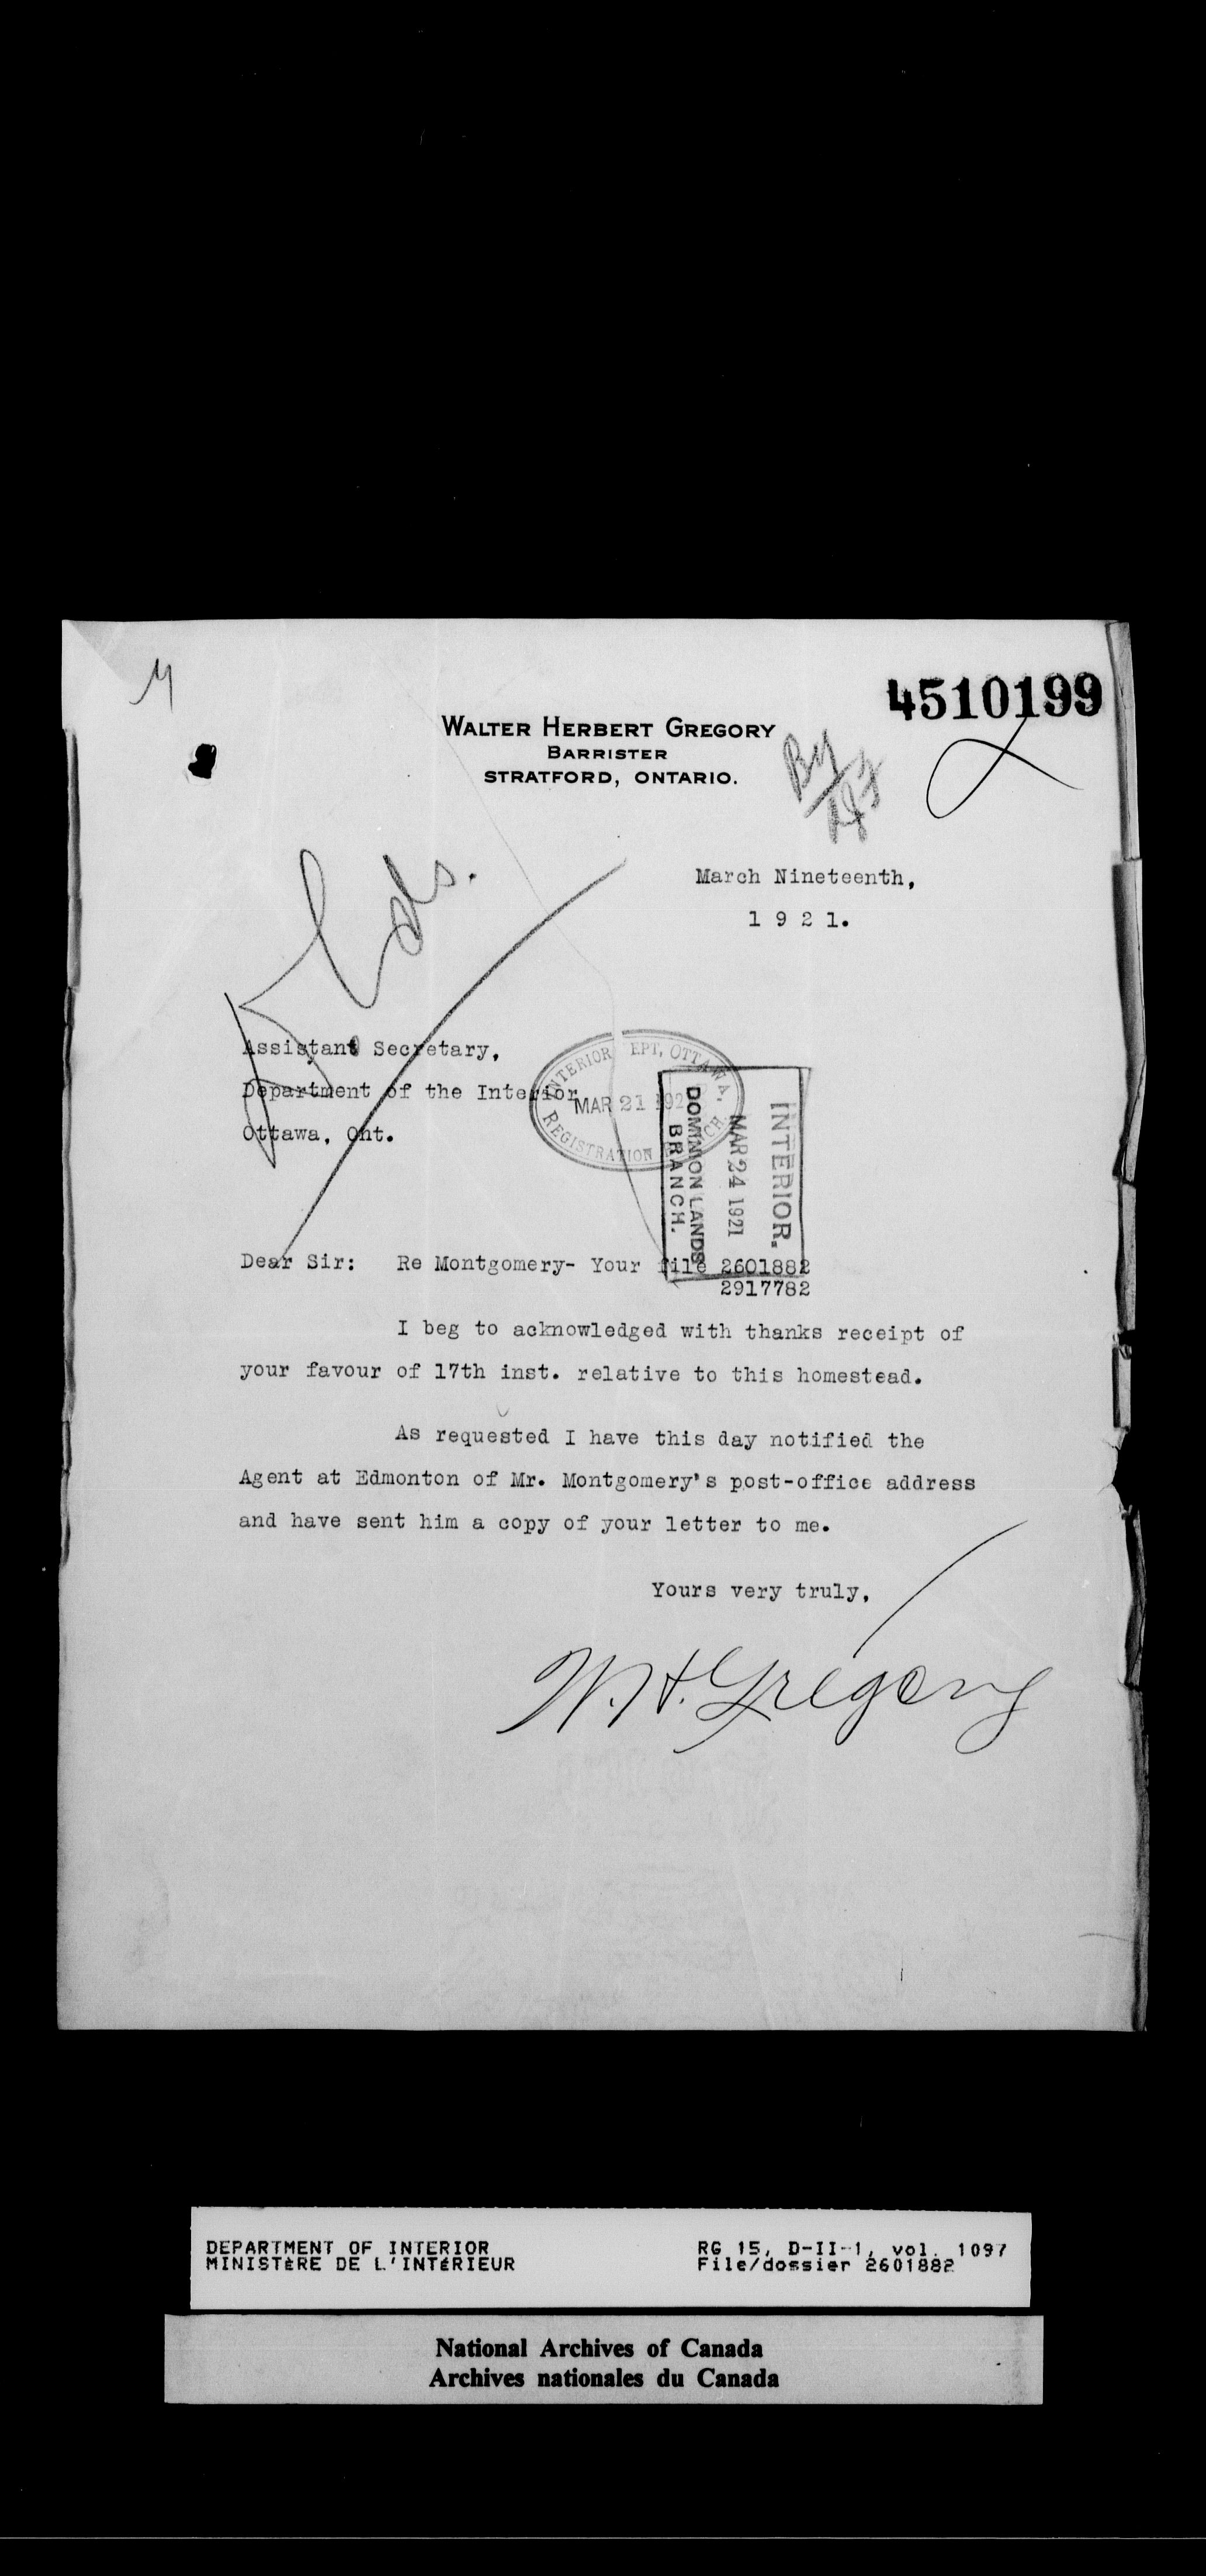 4510199
WALTER HERBERT GREGORY
BARRISTER
STRATFORD, ONTARIO.
March Nineteenth,
1 9 2 1.
Assistant Secretary,
Department of the Interior
Ottawa, Ont.
INTERIOR EPT, OTTAWA,
MAR 21 192
REGISTRATION CH
INTERIOR.
MAR 24 1921
DOMINION LANDS
BRANCH.
Dear Sir: Re Montgomery- Your file 2601882
2917782
I beg to acknowledged with thanks receipt of
your favour of 17th inst. relative to this homestead.
As requested I have this day notified the
Agent at Edmonton of Mr. Montgomery's post-office address
and have sent him a copy of your letter to me.
Yours very truly,
W. H. Gregory
DEPARTMENT OF INTERIOR
MINISTÈRE DE L'INTÉRIEUR
RG 15, D-II-1, vol. 1097
File/dossier 2601882
National Archives of Canada
Archives nationales du Canada